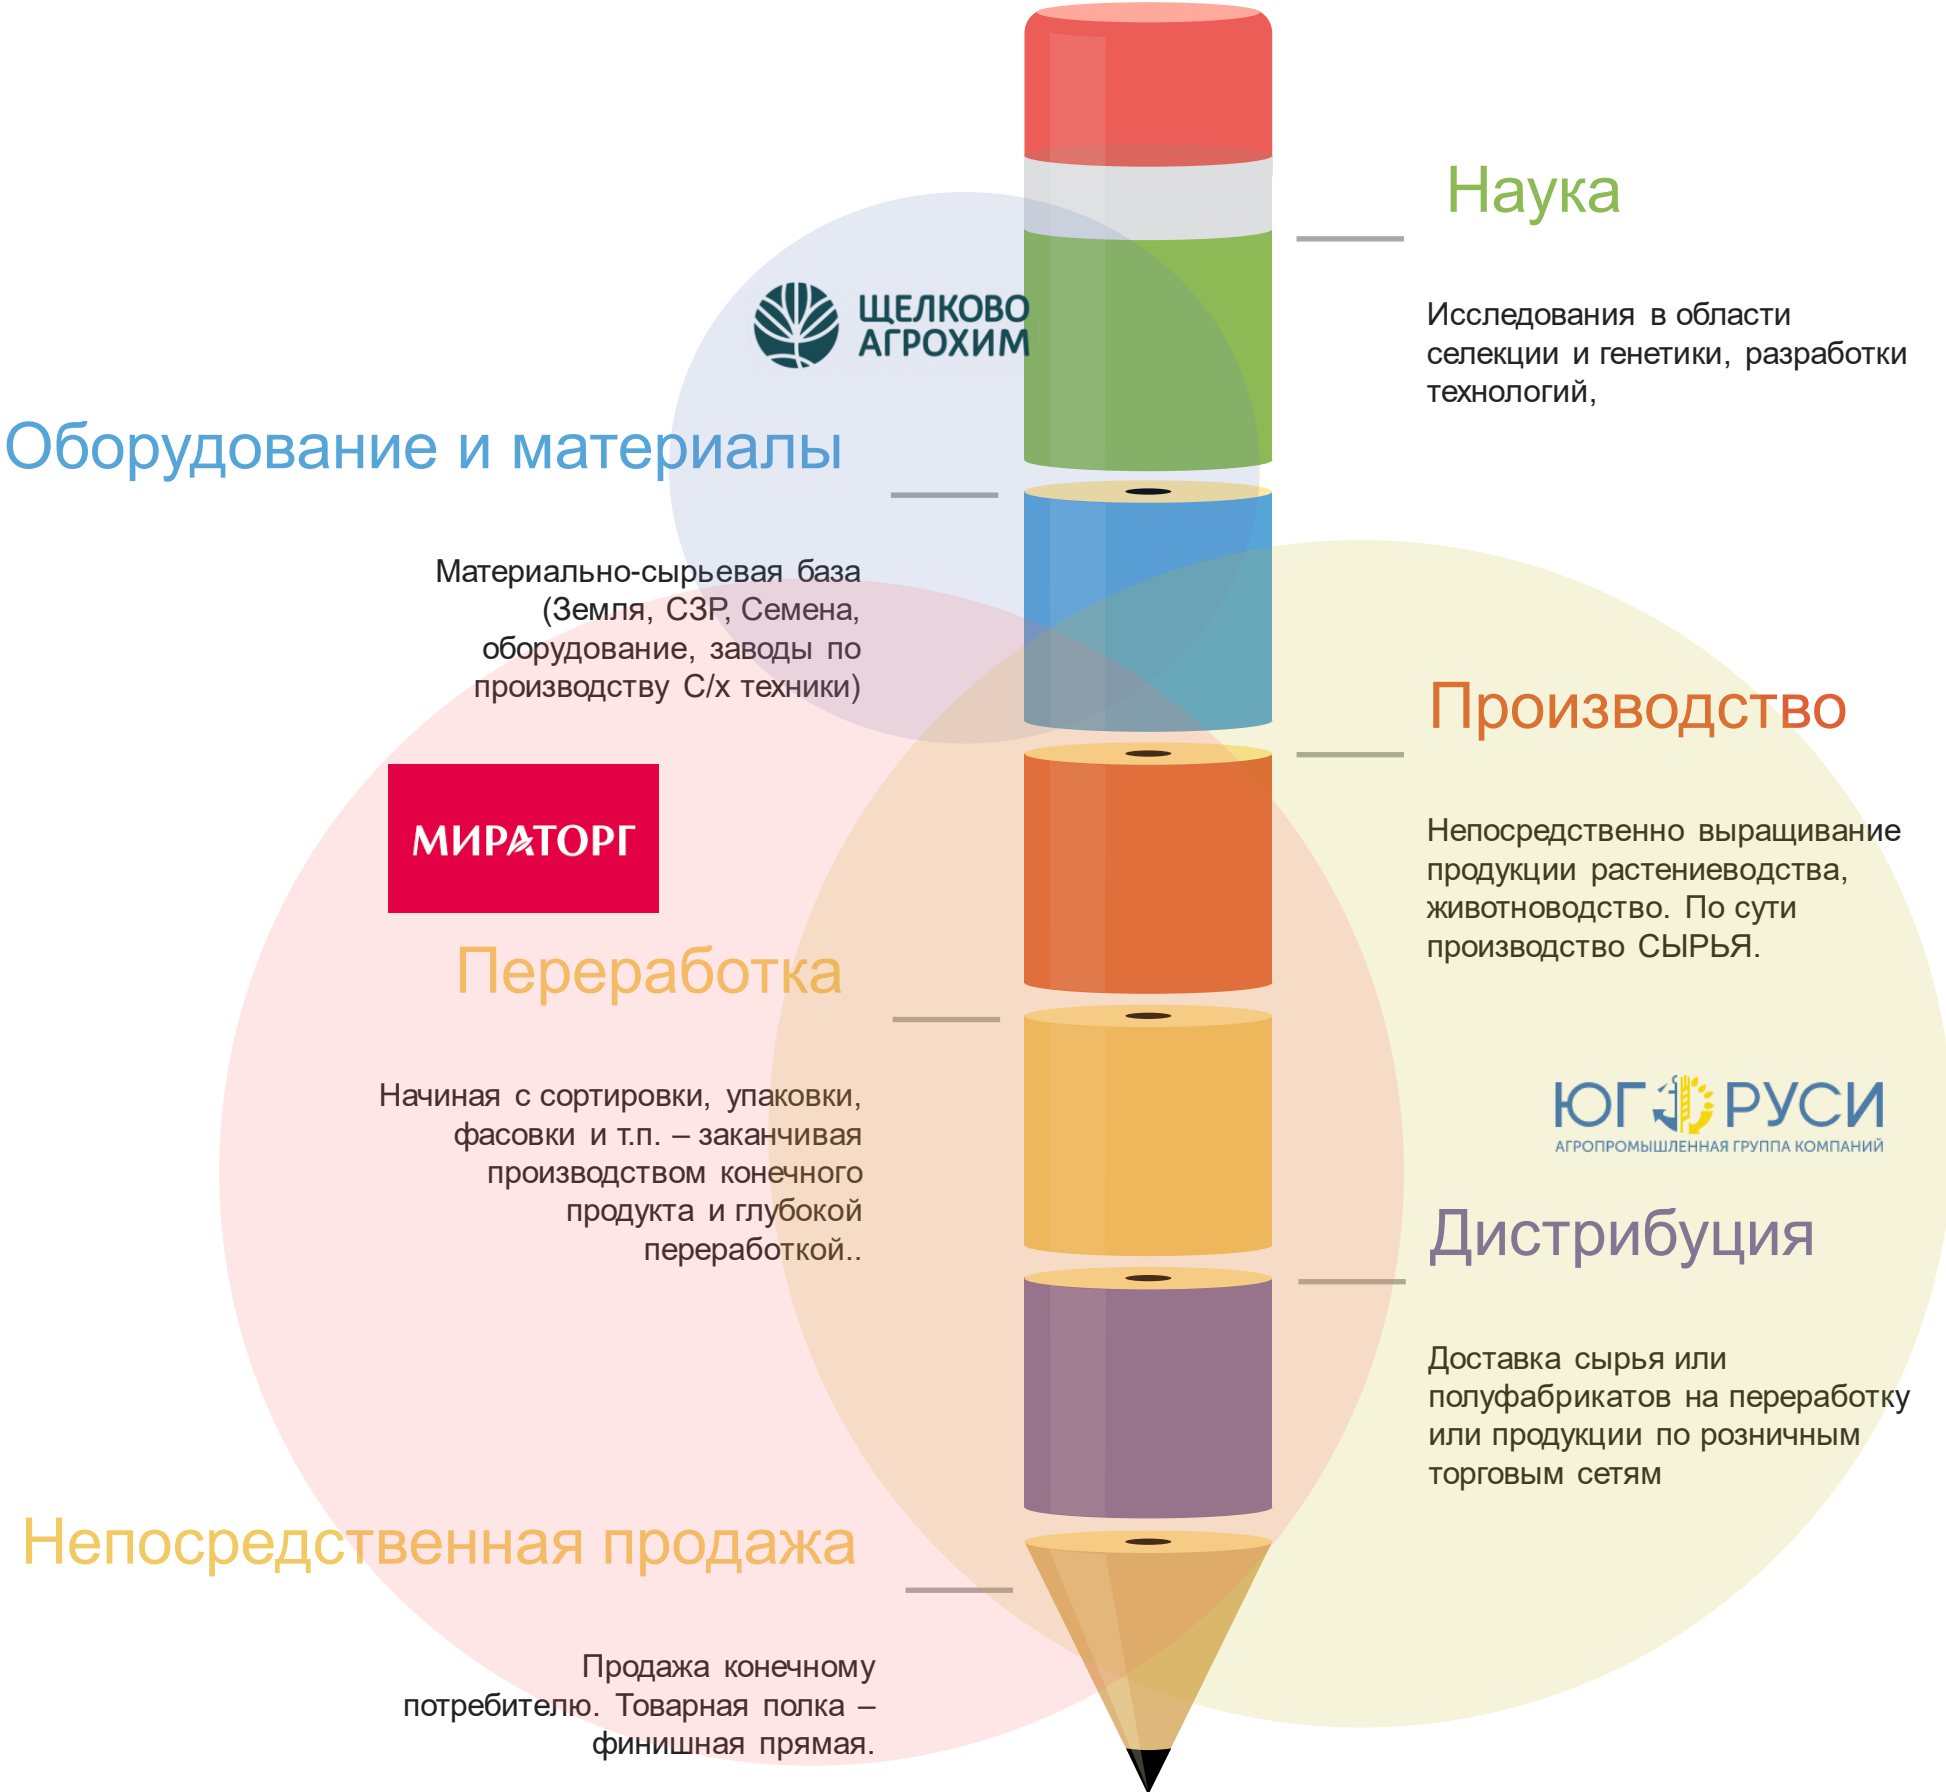 Наука
Исследования в области
селекции и генетики, разработки
технологий,
ЩЕЛКОВО
АГРОХИМ
Оборудование и материалы
Материально-сырьевая база
(Земля, СЗР, Семена,
оборудование, заводы по
производству С/х техники)
Производство
Непосредственно выращивание
продукции растениеводства,
животноводство. По сути
производство СЫРЬЯ.
МИРАТОРГ
Переработка
Начиная с сортировки, упаковки,
фасовки и т.п. – заканчивая
производством конечного
продукта и глубокой
переработкой..
ЮГ РУСИ
АГРОПРОМЫШЛЕННАЯ ГРУППА КОМПАНИЙ
Дистрибуция
Доставка сырья или
полуфабрикатов на переработку
или продукции по розничным
торговым сетям
Непосредственная продажа
Продажа конечному
потребителю. Товарная полка –
финишная прямая.